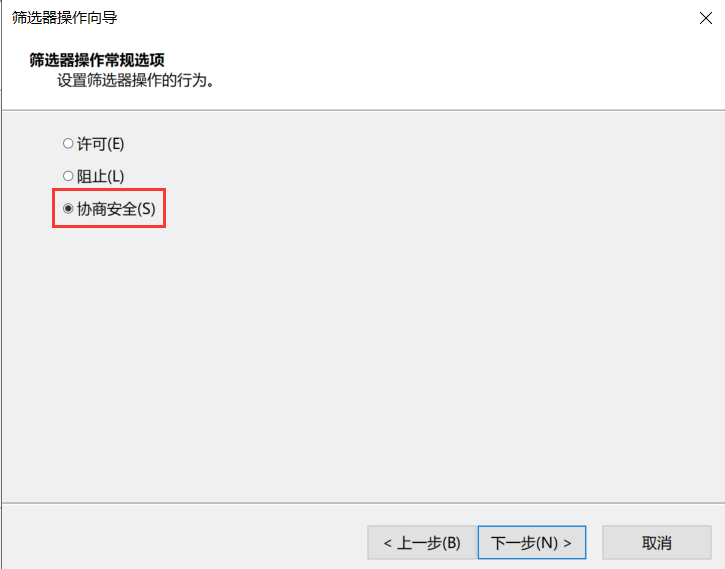 筛选器操作向导
筛选器操作常规选项
设置筛选器操作的行为。
许可(E)
阻止(L)
协商安全(S)
< 上一步(B)
下一步(N) >
取消